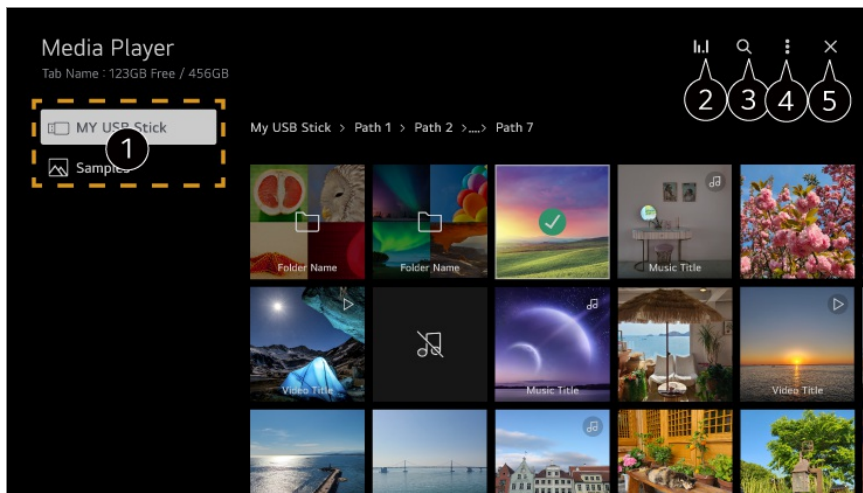 Media Player
Tab Name : 123GB Free / 456GB
2 3 4 5
MY USB Stick
1
Samples
My USB Stick > Path 1 > Path 2 >....> Path 7
Folder Name Folder Name Music Title
Video Title Music Title Video Title